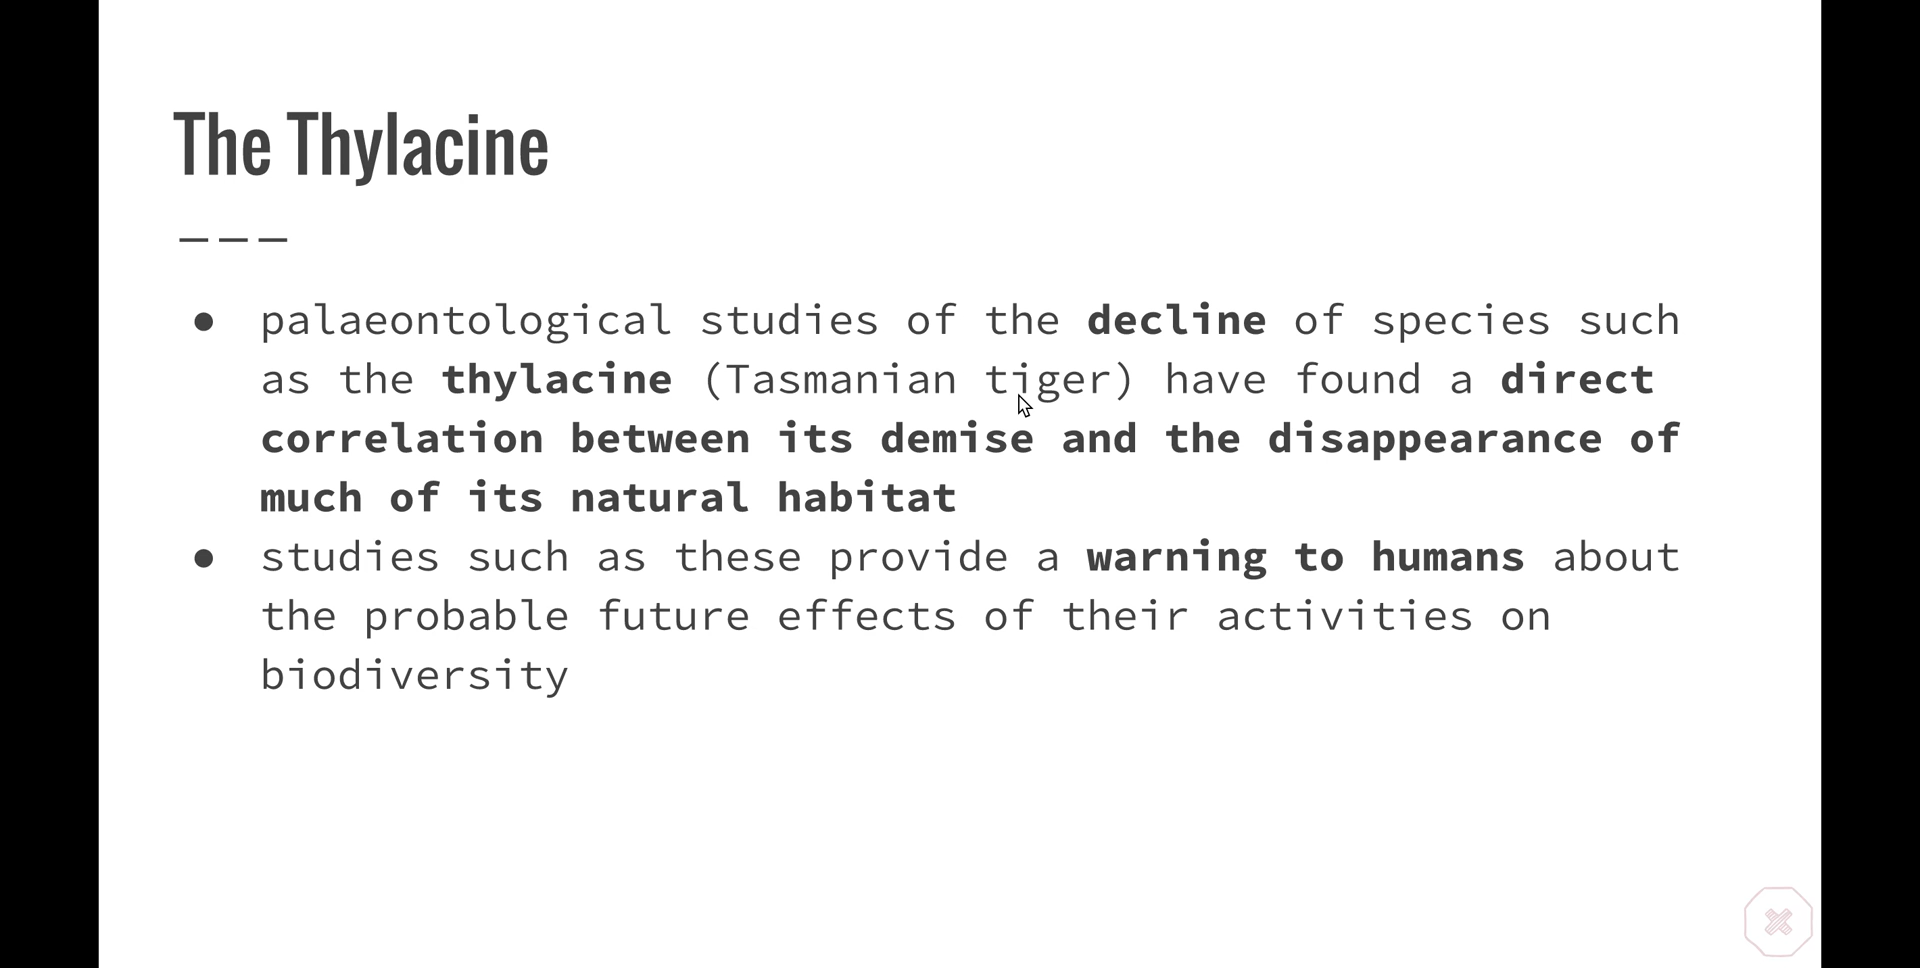 The Thylacine
● palaeontological studies of the decline of species such
as the thylacine (Tasmanian tiger) have found a direct
correlation between its demise and the disappearance of
much of its natural habitat
● studies such as these provide a warning to humans about
the probable future effects of their activities on
biodiversity